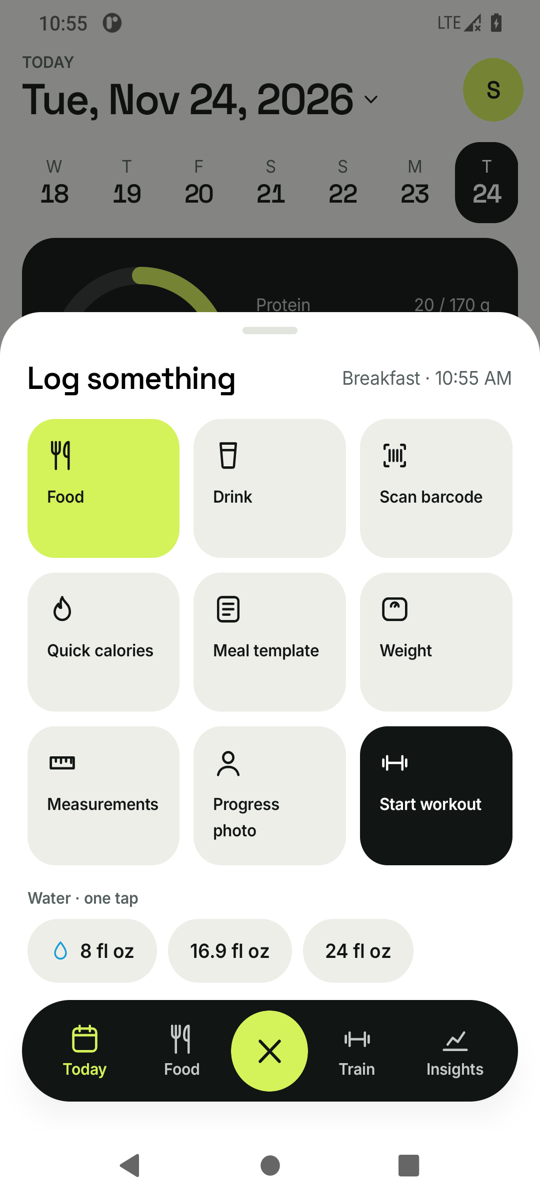 10:55
LTE
TODAY
Tue, Nov 24, 2026
S
W T F S S M T
18 19 20 21 22 23 24
Protein 20 / 170 g
Log something
Breakfast · 10:55 AM
Food
Drink
Scan barcode
Quick calories
Meal template
Weight
Measurements
Progress
photo
Start workout
Water · one tap
8 fl oz
16.9 fl oz
24 fl oz
Today
Food
Train
Insights